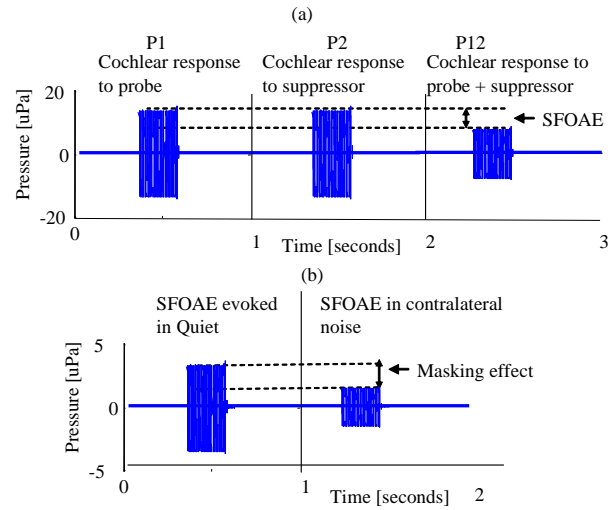 (a)
P1
Cochlear response
to probe
P2
Cochlear response
to suppressor
P12
Cochlear response to
probe + suppressor
Pressure [uPa]
20
0
-20
SFOAE
0
1
2
3
Time [seconds]
(b)
SFOAE evoked
in Quiet
SFOAE in contralateral
noise
Pressure [uPa]
5
0
-5
Masking effect
0
1
2
Time [seconds]